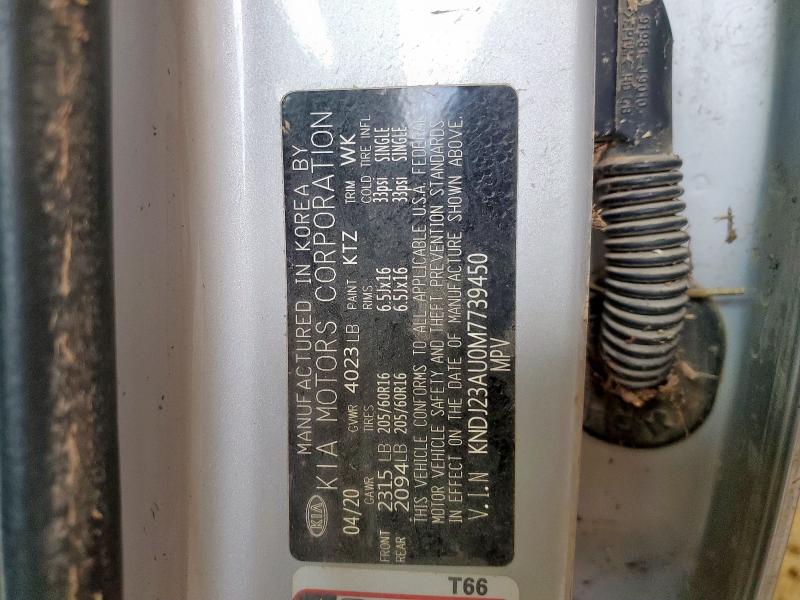 MANUFACTURED IN KOREA BY
KIA KIA MOTORS CORPORATION
04/20 GVWR 4023LB PAINT KTZ TRIM WK
GAWR TIRES RIMS COLD TIRE INFL
FRONT 2315 LB 205/60R16 6.5Jx16 33psi SINGLE
REAR 2094LB 205/60R16 6.5Jx16 33psi SINGLE
THIS VEHICLE CONFORMS TO ALL APPLICABLE U.S.A. FEDERAL
MOTOR VEHICLE SAFETY AND THEFT PREVENTION STANDARDS
IN EFFECT ON THE DATE OF MANUFACTURE SHOWN ABOVE.
V.I.N KNDJ23AU0M7739450
MPV
T66